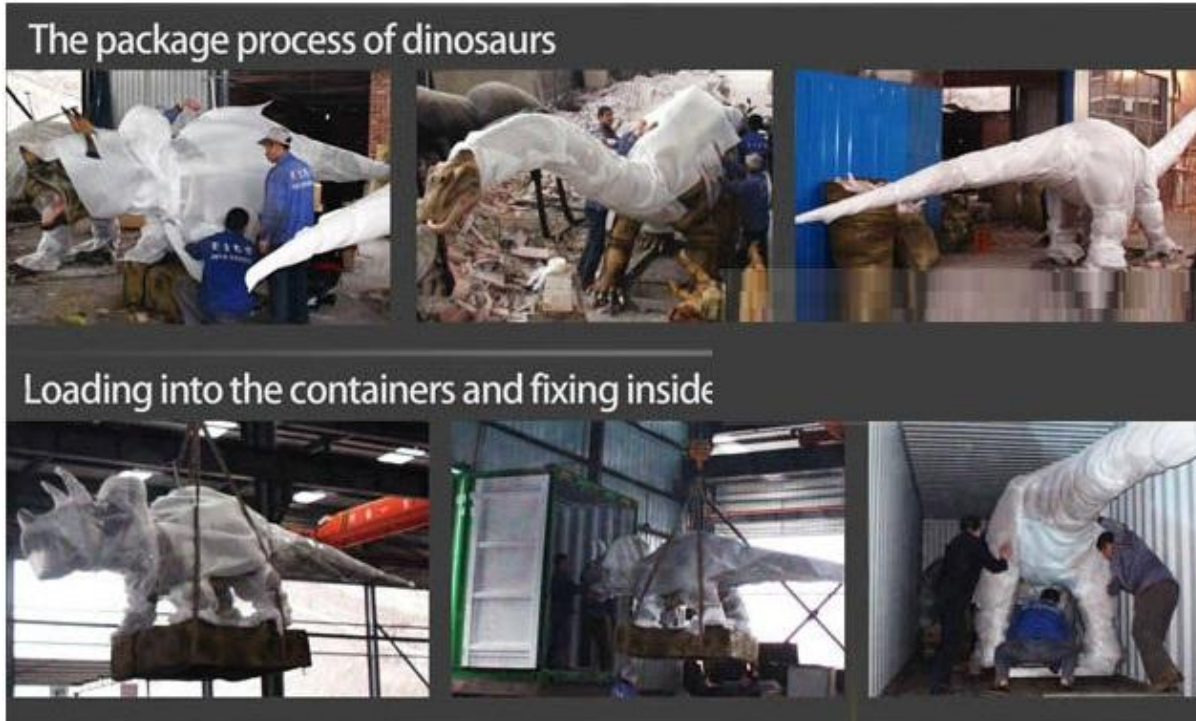 The package process of dinosaurs
Loading into the containers and fixing inside